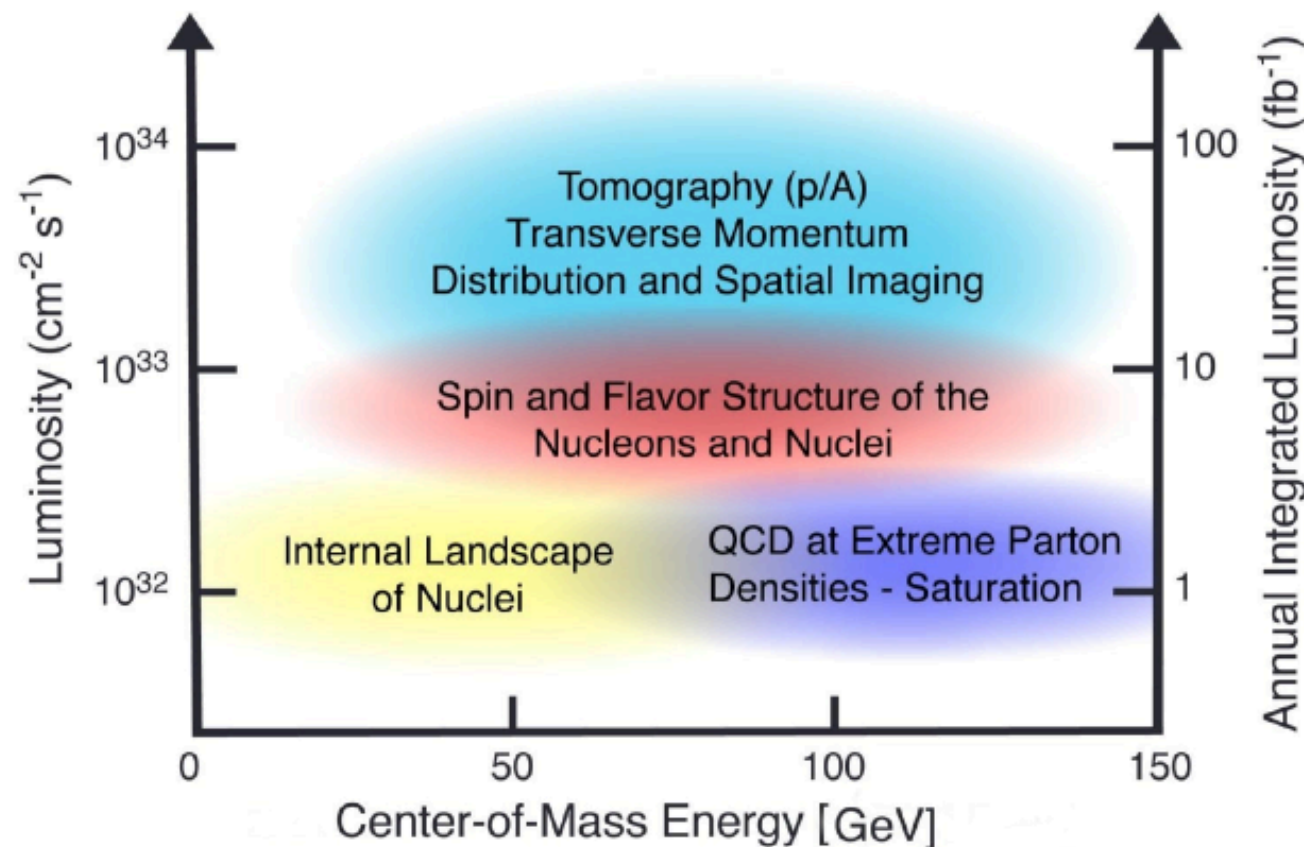 Luminosity (cm⁻² s⁻¹)
10³⁴
10³³
10³²
Tomography (p/A)
Transverse Momentum
Distribution and Spatial Imaging
Spin and Flavor Structure of the
Nucleons and Nuclei
Internal Landscape
of Nuclei
QCD at Extreme Parton
Densities - Saturation
100
10
1
Annual Integrated Luminosity (fb⁻¹)
0 50 100 150
Center-of-Mass Energy [GeV]